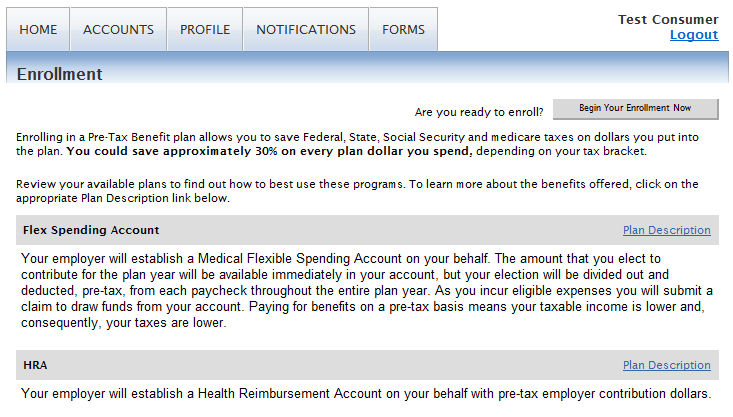 HOME ACCOUNTS PROFILE NOTIFICATIONS FORMS
Test Consumer
Logout
Enrollment
Are you ready to enroll? Begin Your Enrollment Now
Enrolling in a Pre-Tax Benefit plan allows you to save Federal, State, Social Security and medicare taxes on dollars you put into
the plan. You could save approximately 30% on every plan dollar you spend, depending on your tax bracket.
Review your available plans to find out how to best use these programs. To learn more about the benefits offered, click on the
appropriate Plan Description link below.
Flex Spending Account Plan Description
Your employer will establish a Medical Flexible Spending Account on your behalf. The amount that you elect to
contribute for the plan year will be available immediately in your account, but your election will be divided out and
deducted, pre-tax, from each paycheck throughout the entire plan year. As you incur eligible expenses you will submit a
claim to draw funds from your account. Paying for benefits on a pre-tax basis means your taxable income is lower and,
consequently, your taxes are lower.
HRA Plan Description
Your employer will establish a Health Reimbursement Account on your behalf with pre-tax employer contribution dollars.